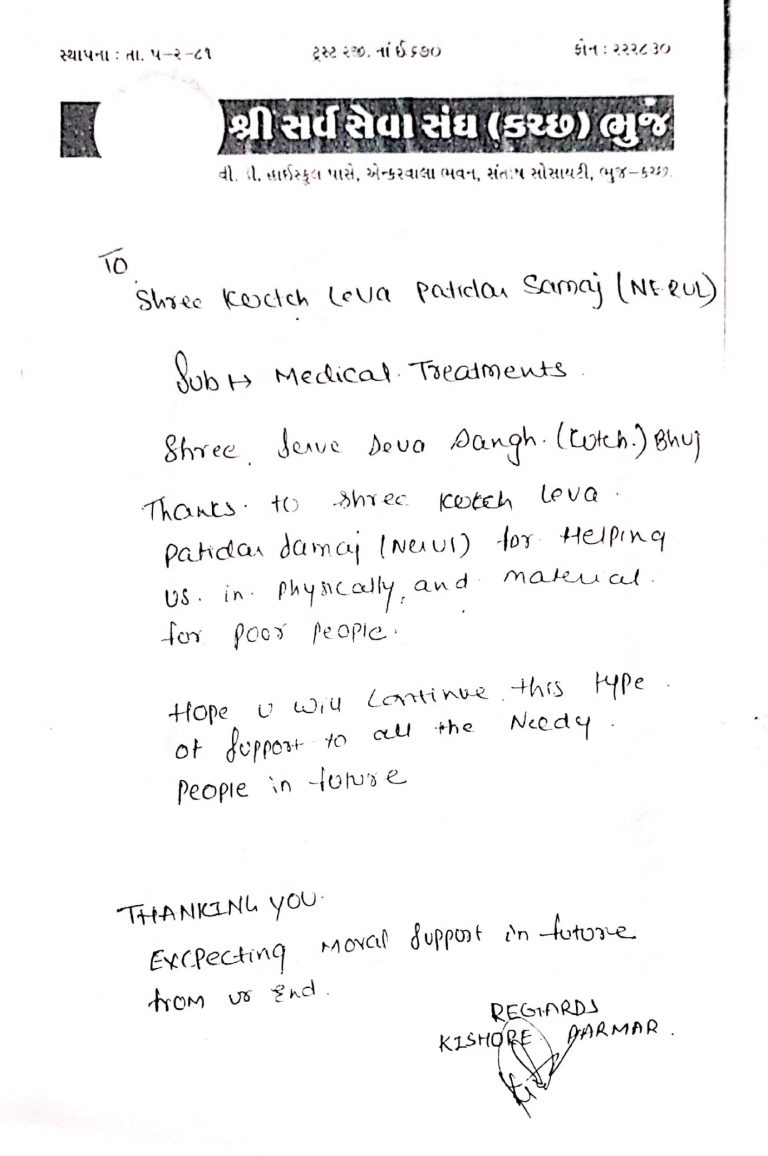 સ્થાપના : તા. ૫-૨-૮૧ ટ્રસ્ટ રજી. નાં ઈ ૬૭૦ ફોન : ૨૨૨૮૩૦
શ્રી સર્વ સેવા સંઘ (કચ્છ) ભુજ
વી. ડી. હાઈસ્કુલ પાસે, એન્કરવાલા ભવન, સંતોષ સોસાયટી, ભુજ-કચ્છ.
TO
Shree Kutch Leva Patidar Samaj (NERUL)
Sub ↦ Medical. Treatments.
Shree. Serve Seva Sangh. (Kutch.) Bhuj
Thanks. to Shree Kutch Leva.
Patidar Samaj (Nerul) for Helping
us. in. Physically, and material.
for poor people.
Hope u will Continue this type.
of Support to all the Needy.
People in future
THANKING YOU.
Excpecting moral Support in future
from ur End.
REGARDS
KISHORE PARMAR.